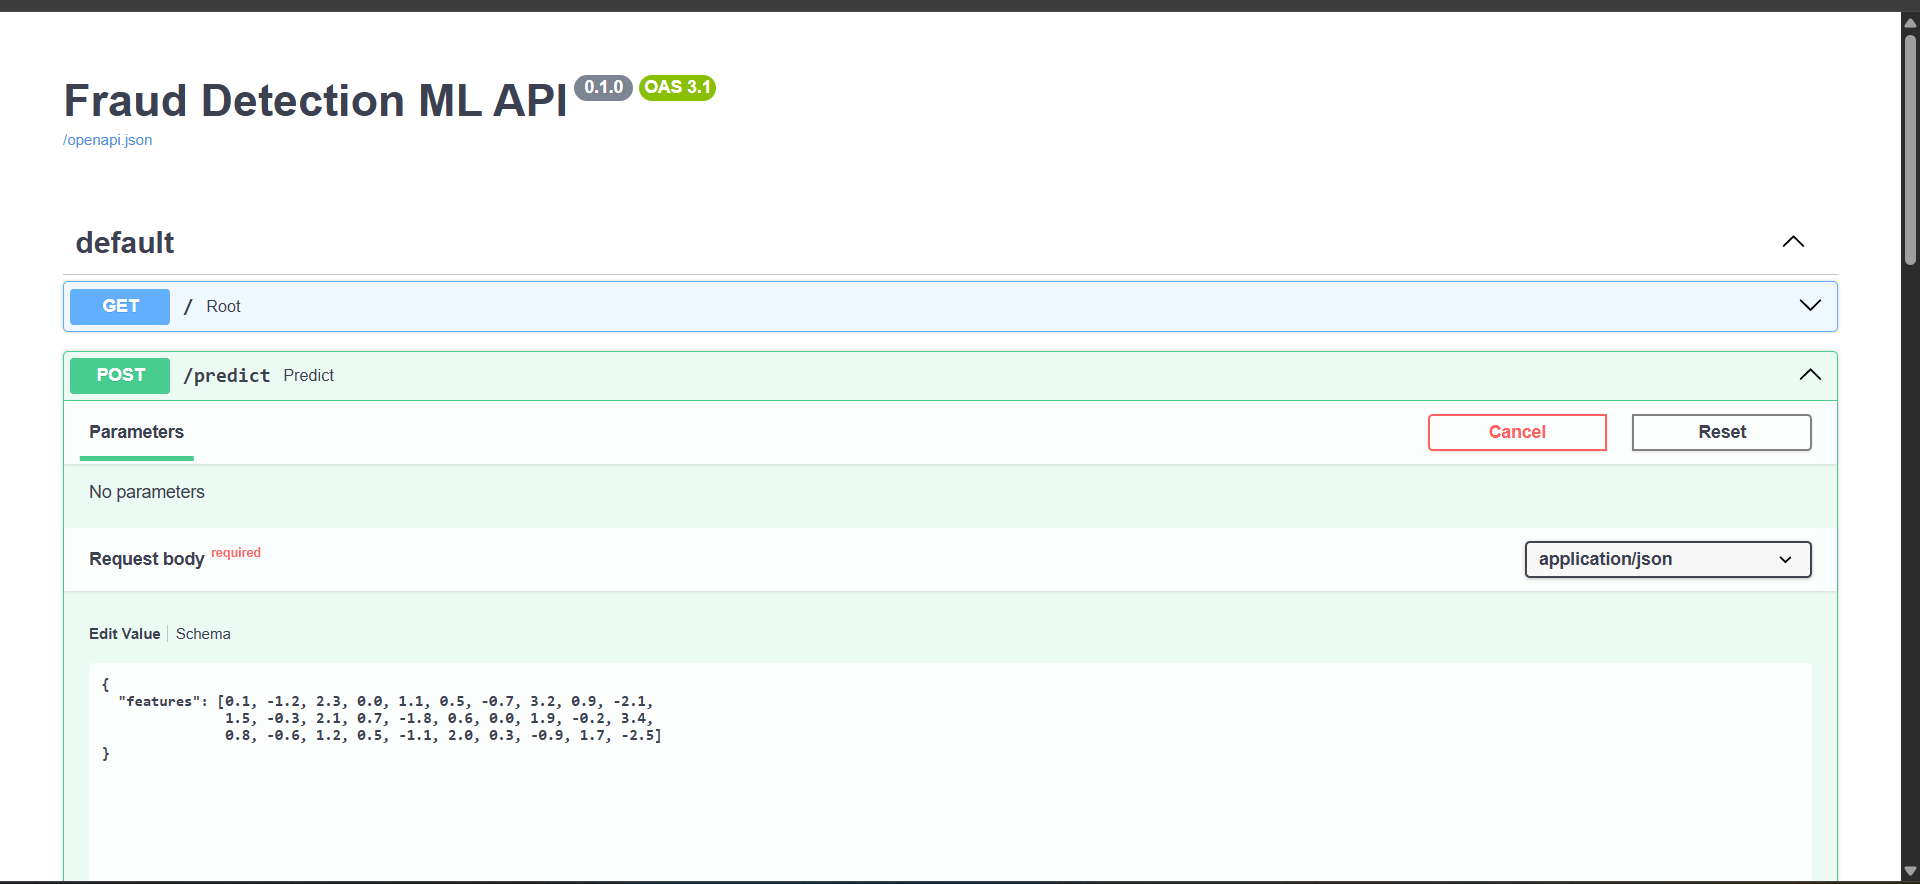 Fraud Detection ML API 0.1.0 OAS 3.1
/openapi.json
default
GET / Root
POST /predict Predict
Parameters
Cancel
Reset
No parameters
Request body required
application/json
Edit Value Schema
{
  "features": [0.1, -1.2, 2.3, 0.0, 1.1, 0.5, -0.7, 3.2, 0.9, -2.1,
               1.5, -0.3, 2.1, 0.7, -1.8, 0.6, 0.0, 1.9, -0.2, 3.4,
               0.8, -0.6, 1.2, 0.5, -1.1, 2.0, 0.3, -0.9, 1.7, -2.5]
}